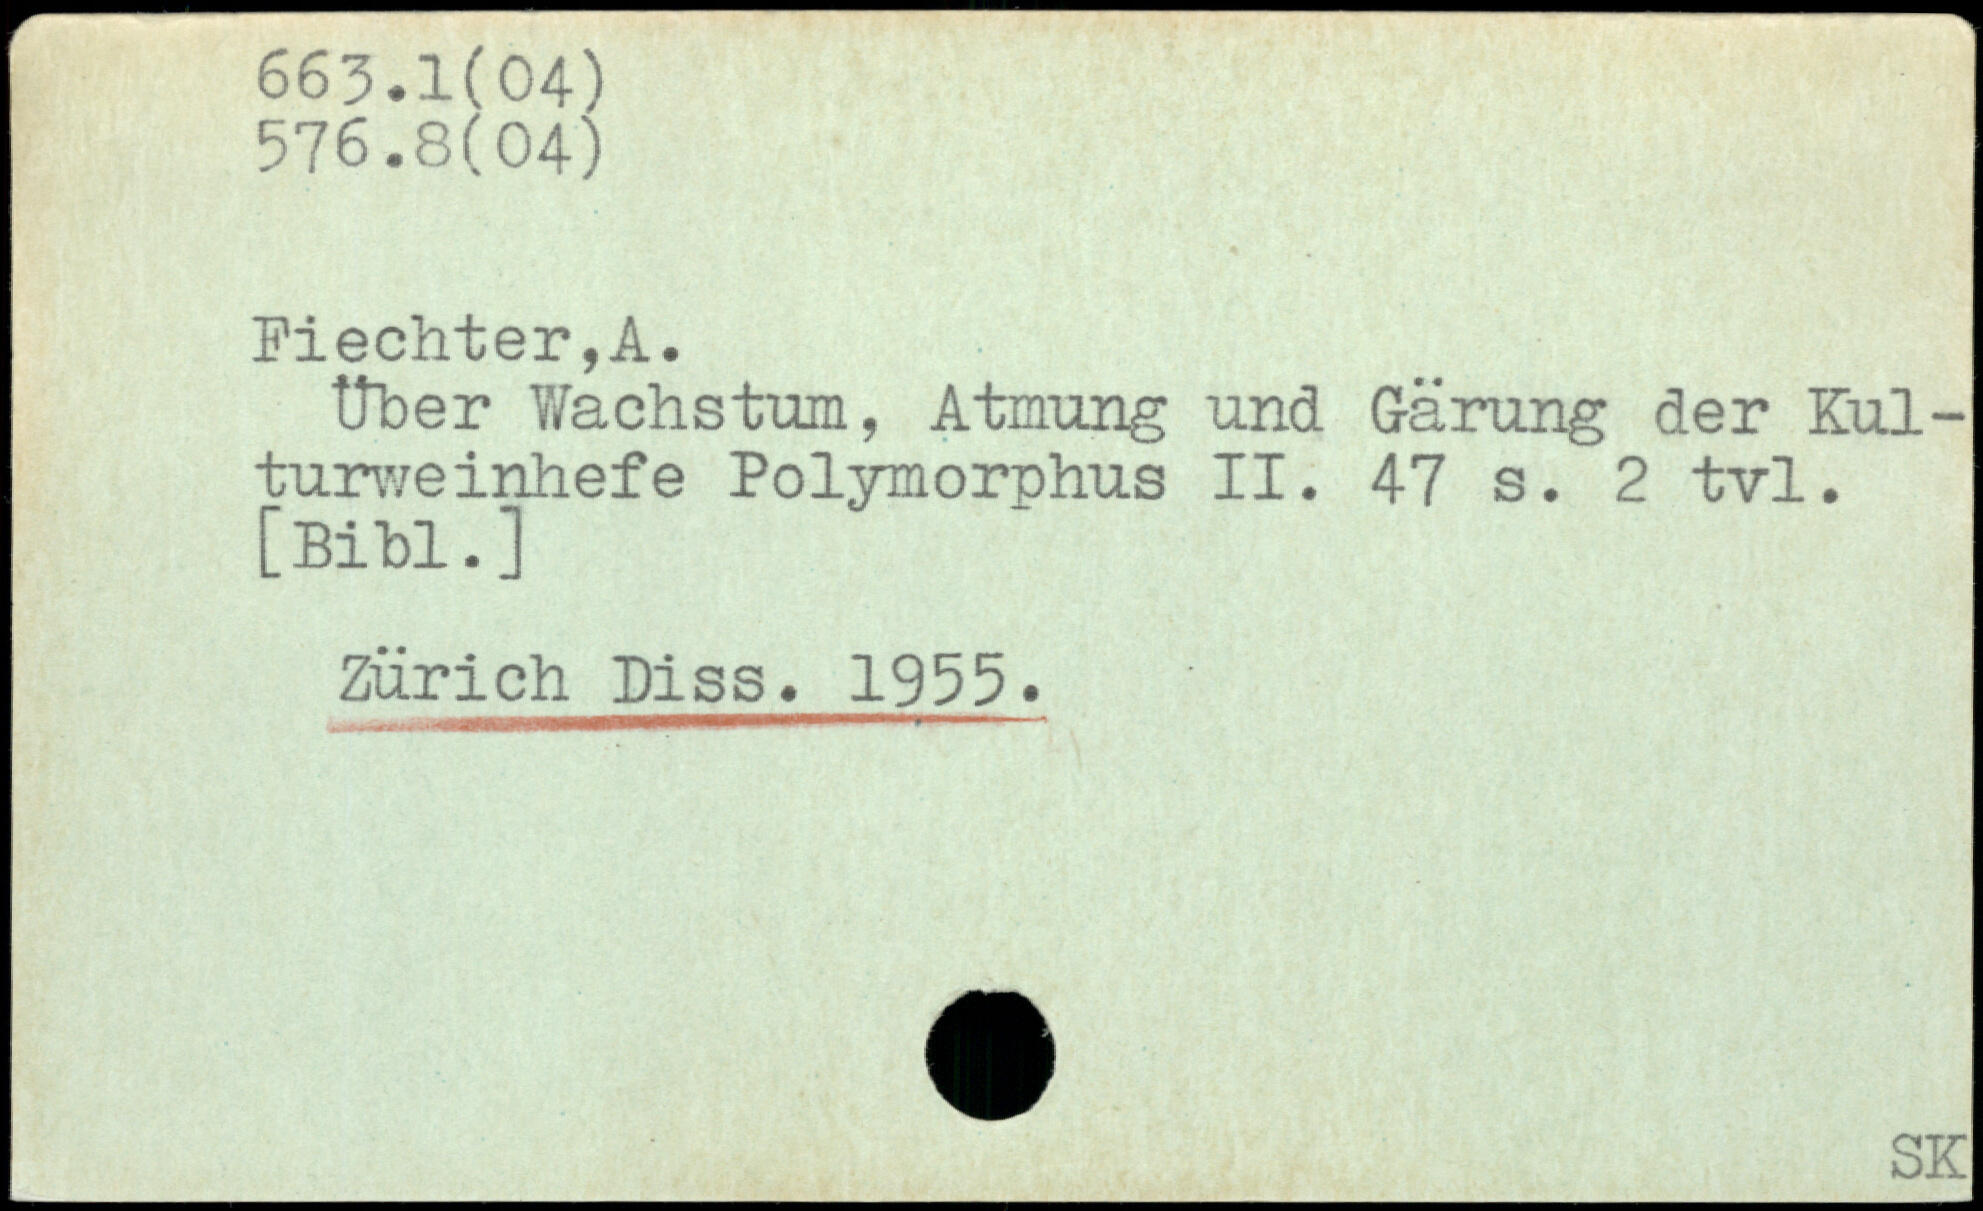 663.1(04)
576.8(04)
Fiechter,A.
Über Wachstum, Atmung und Gärung der Kul-
turweinhefe Polymorphus II. 47 s. 2 tvl.
[Bibl.]
Zürich Diss. 1955.
SK